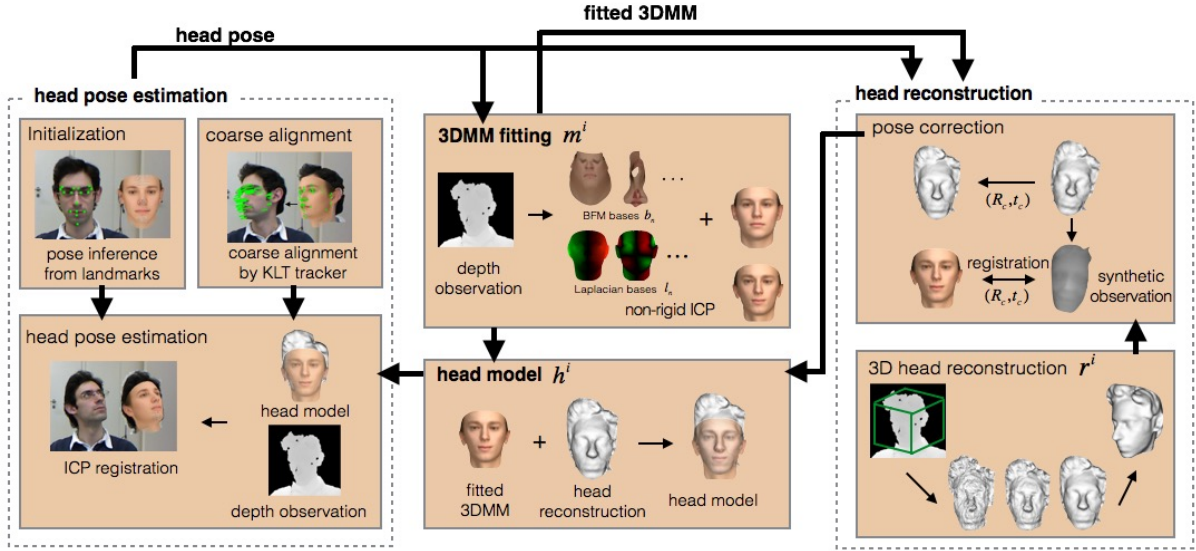 fitted 3DMM
head pose
head pose estimation
Initialization
pose inference
from landmarks
coarse alignment
coarse alignment
by KLT tracker
head pose estimation
head model
ICP registration
depth observation
3DMM fitting m^i
BFM bases b_n
Laplacian bases l_n
depth
observation
non-rigid ICP
. . .
+
...
head model h^i
+
fitted
3DMM
head
reconstruction
head model
head reconstruction
pose correction
(R_c,t_c)
registration
(R_c,t_c)
synthetic
observation
3D head reconstruction r^i